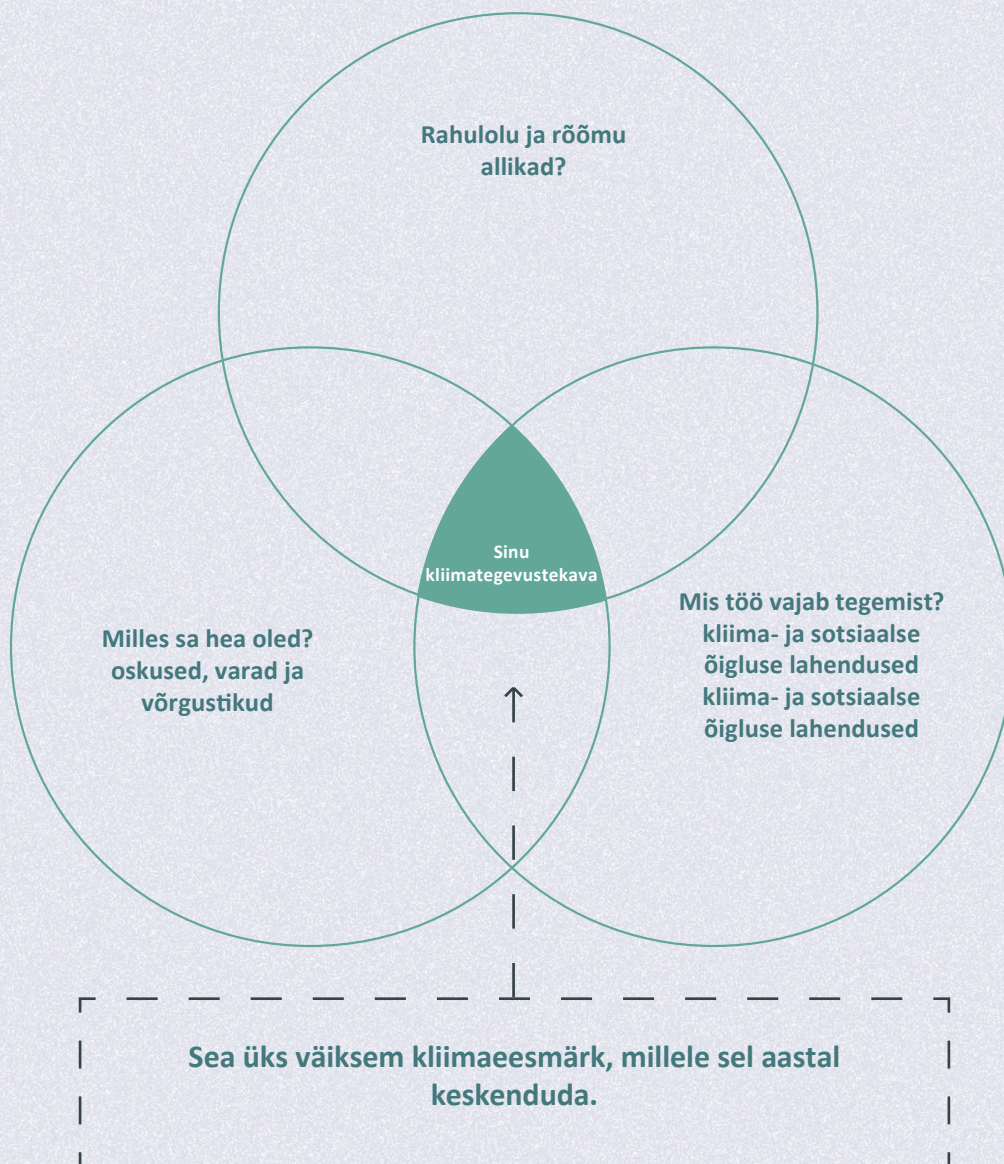 Rahulolu ja rõõmu
allikad?
Sinu
kliimategevustekava
Milles sa hea oled?
oskused, varad ja
võrgustikud
Mis töö vajab tegemist?
kliima- ja sotsiaalse
õigluse lahendused
kliima- ja sotsiaalse
õigluse lahendused
Sea üks väiksem kliimaeesmärk, millele sel aastal
keskenduda.